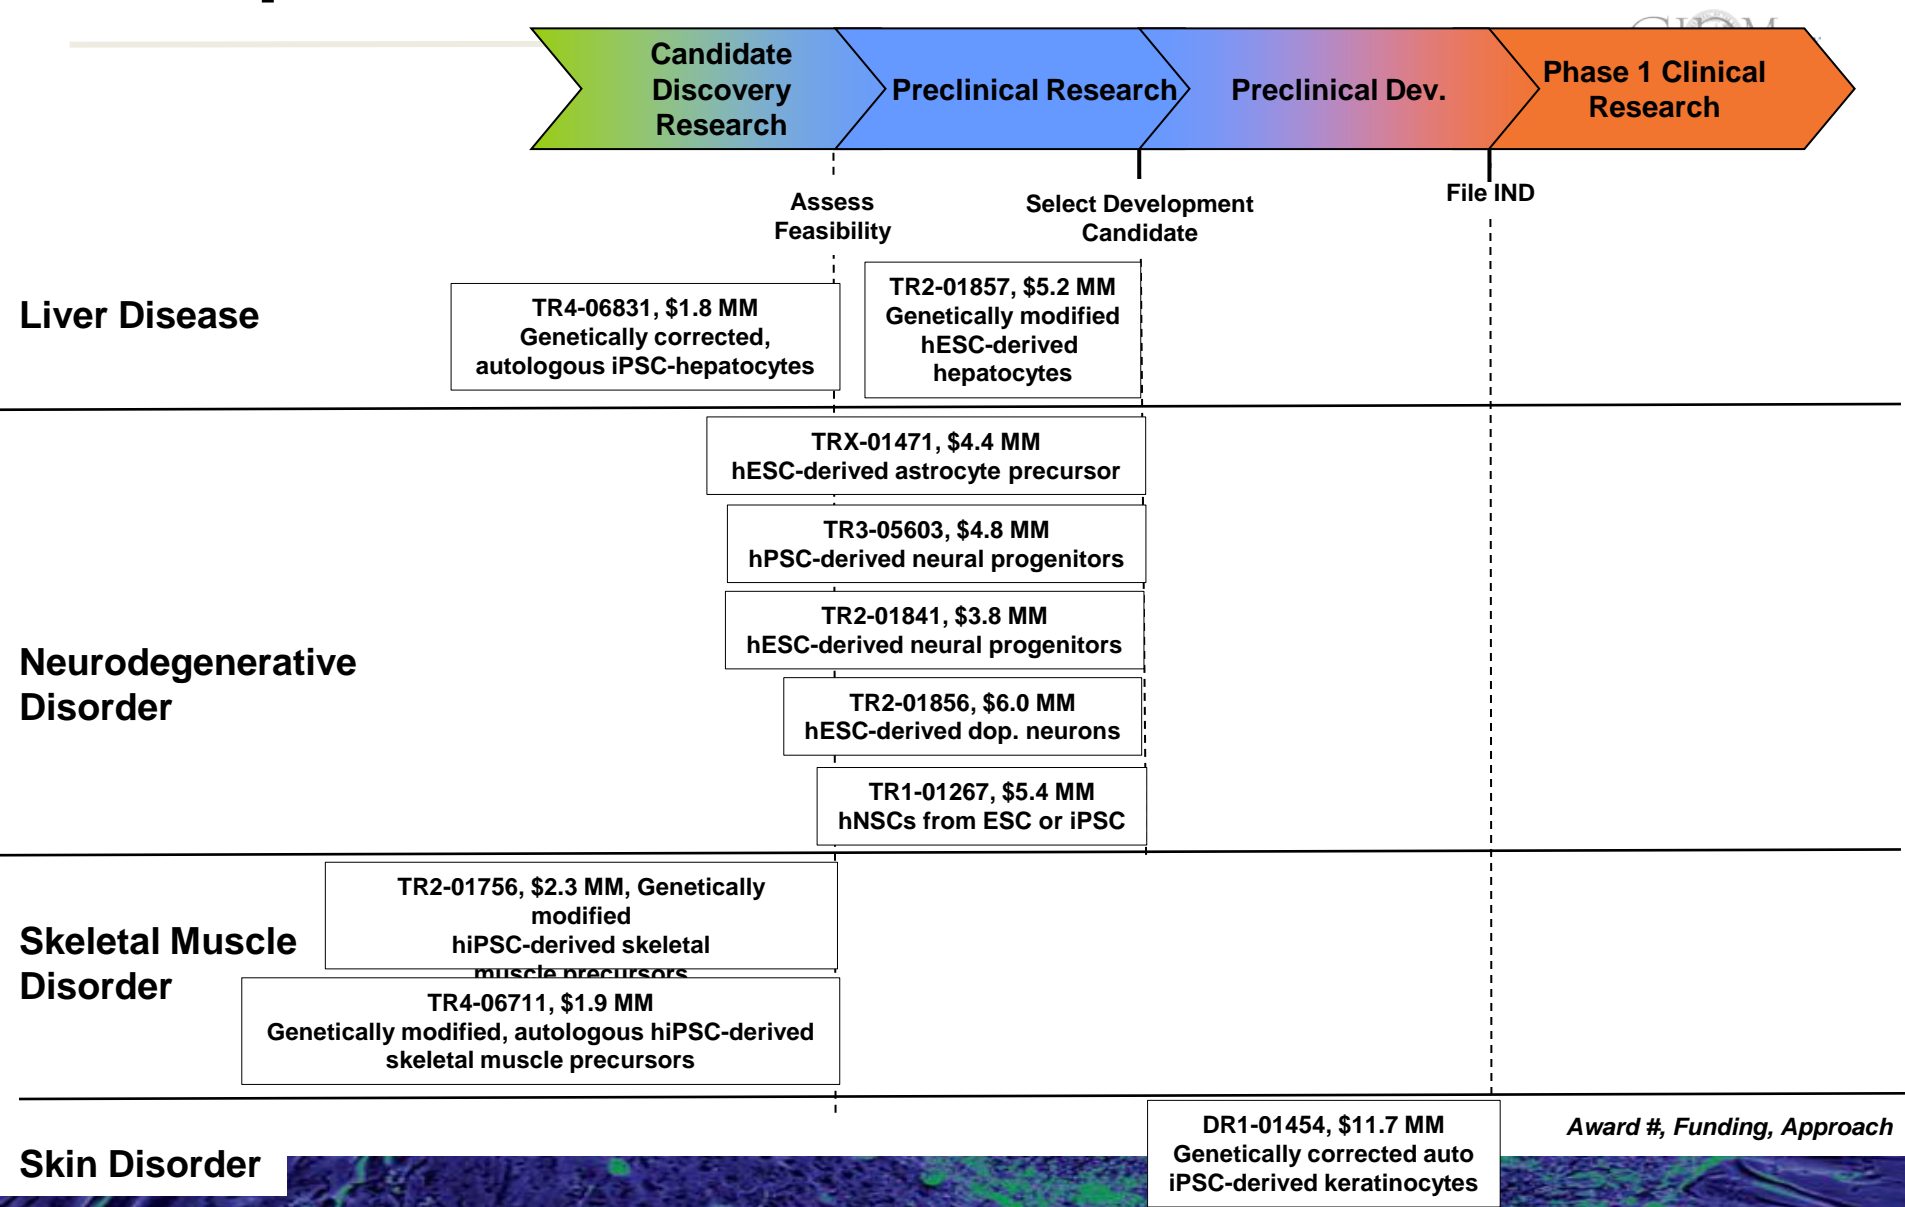 Candidate
Discovery
Research
Preclinical Research
Preclinical Dev.
Phase 1 Clinical
Research
Assess
Feasibility
Select Development
Candidate
File IND
Liver Disease
TR4-06831, $1.8 MM
Genetically corrected,
autologous iPSC-hepatocytes
TR2-01857, $5.2 MM
Genetically modified
hESC-derived
hepatocytes
Neurodegenerative
Disorder
TRX-01471, $4.4 MM
hESC-derived astrocyte precursor
TR3-05603, $4.8 MM
hPSC-derived neural progenitors
TR2-01841, $3.8 MM
hESC-derived neural progenitors
TR2-01856, $6.0 MM
hESC-derived dop. neurons
TR1-01267, $5.4 MM
hNSCs from ESC or iPSC
Skeletal Muscle
Disorder
TR2-01756, $2.3 MM, Genetically
modified
hiPSC-derived skeletal
muscle precursors
TR4-06711, $1.9 MM
Genetically modified, autologous hiPSC-derived
skeletal muscle precursors
Skin Disorder
DR1-01454, $11.7 MM
Genetically corrected auto
iPSC-derived keratinocytes
Award #, Funding, Approach